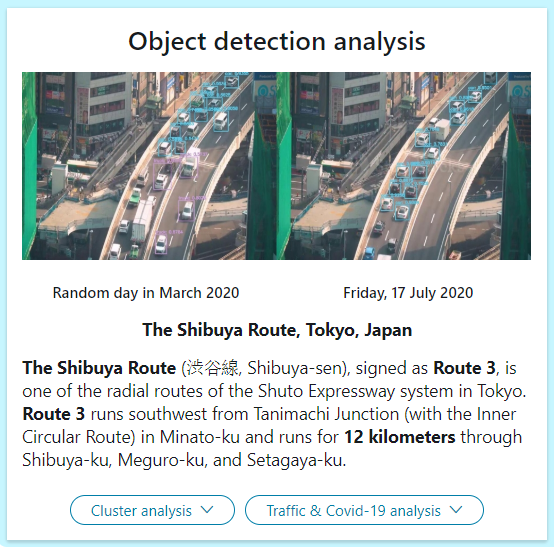 Object detection analysis
Random day in March 2020
Friday, 17 July 2020
The Shibuya Route, Tokyo, Japan
The Shibuya Route (渋谷線, Shibuya-sen), signed as Route 3, is
one of the radial routes of the Shuto Expressway system in Tokyo.
Route 3 runs southwest from Tanimachi Junction (with the Inner
Circular Route) in Minato-ku and runs for 12 kilometers through
Shibuya-ku, Meguro-ku, and Setagaya-ku.
Cluster analysis
Traffic & Covid-19 analysis